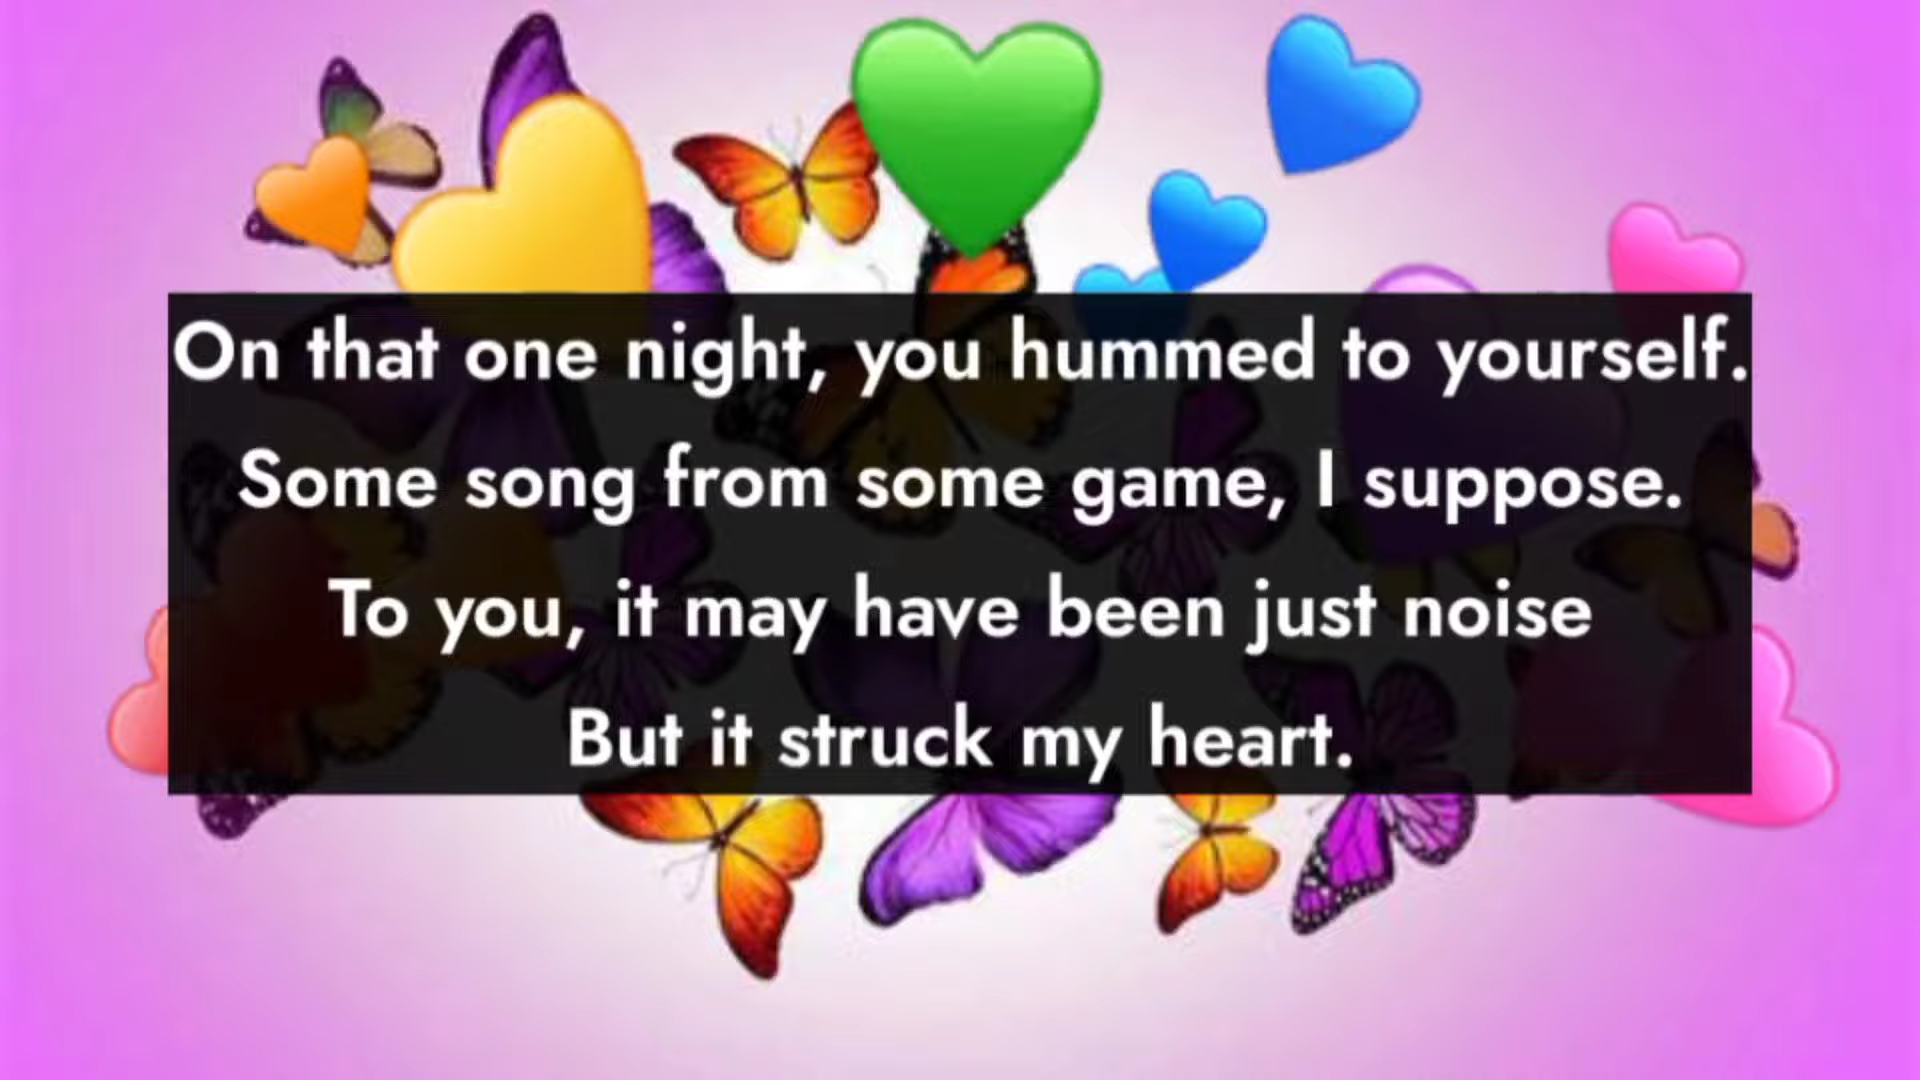 On that one night, you hummed to yourself.
Some song from some game, I suppose.
To you, it may have been just noise
But it struck my heart.